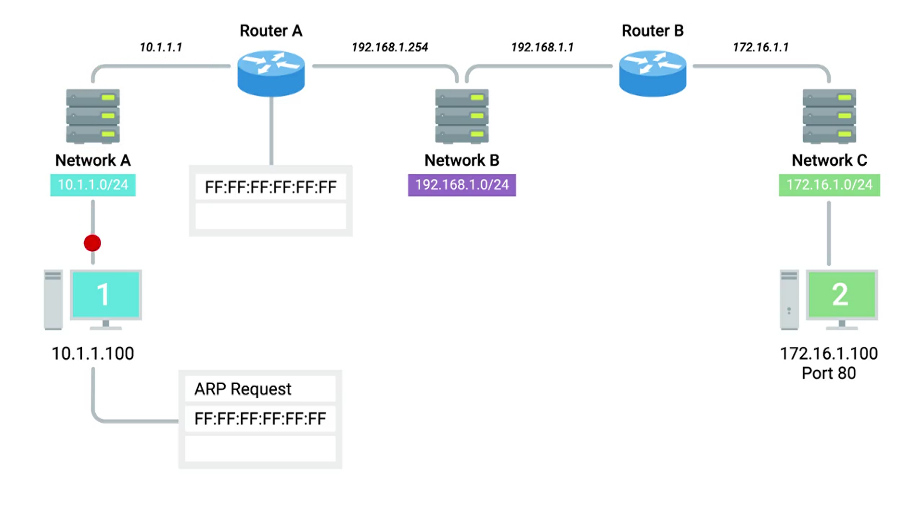 Router A
Router B
10.1.1.1
192.168.1.254
192.168.1.1
172.16.1.1
Network A
10.1.1.0/24
Network B
192.168.1.0/24
Network C
172.16.1.0/24
FF:FF:FF:FF:FF:FF
1
2
10.1.1.100
172.16.1.100
Port 80
ARP Request
FF:FF:FF:FF:FF:FF